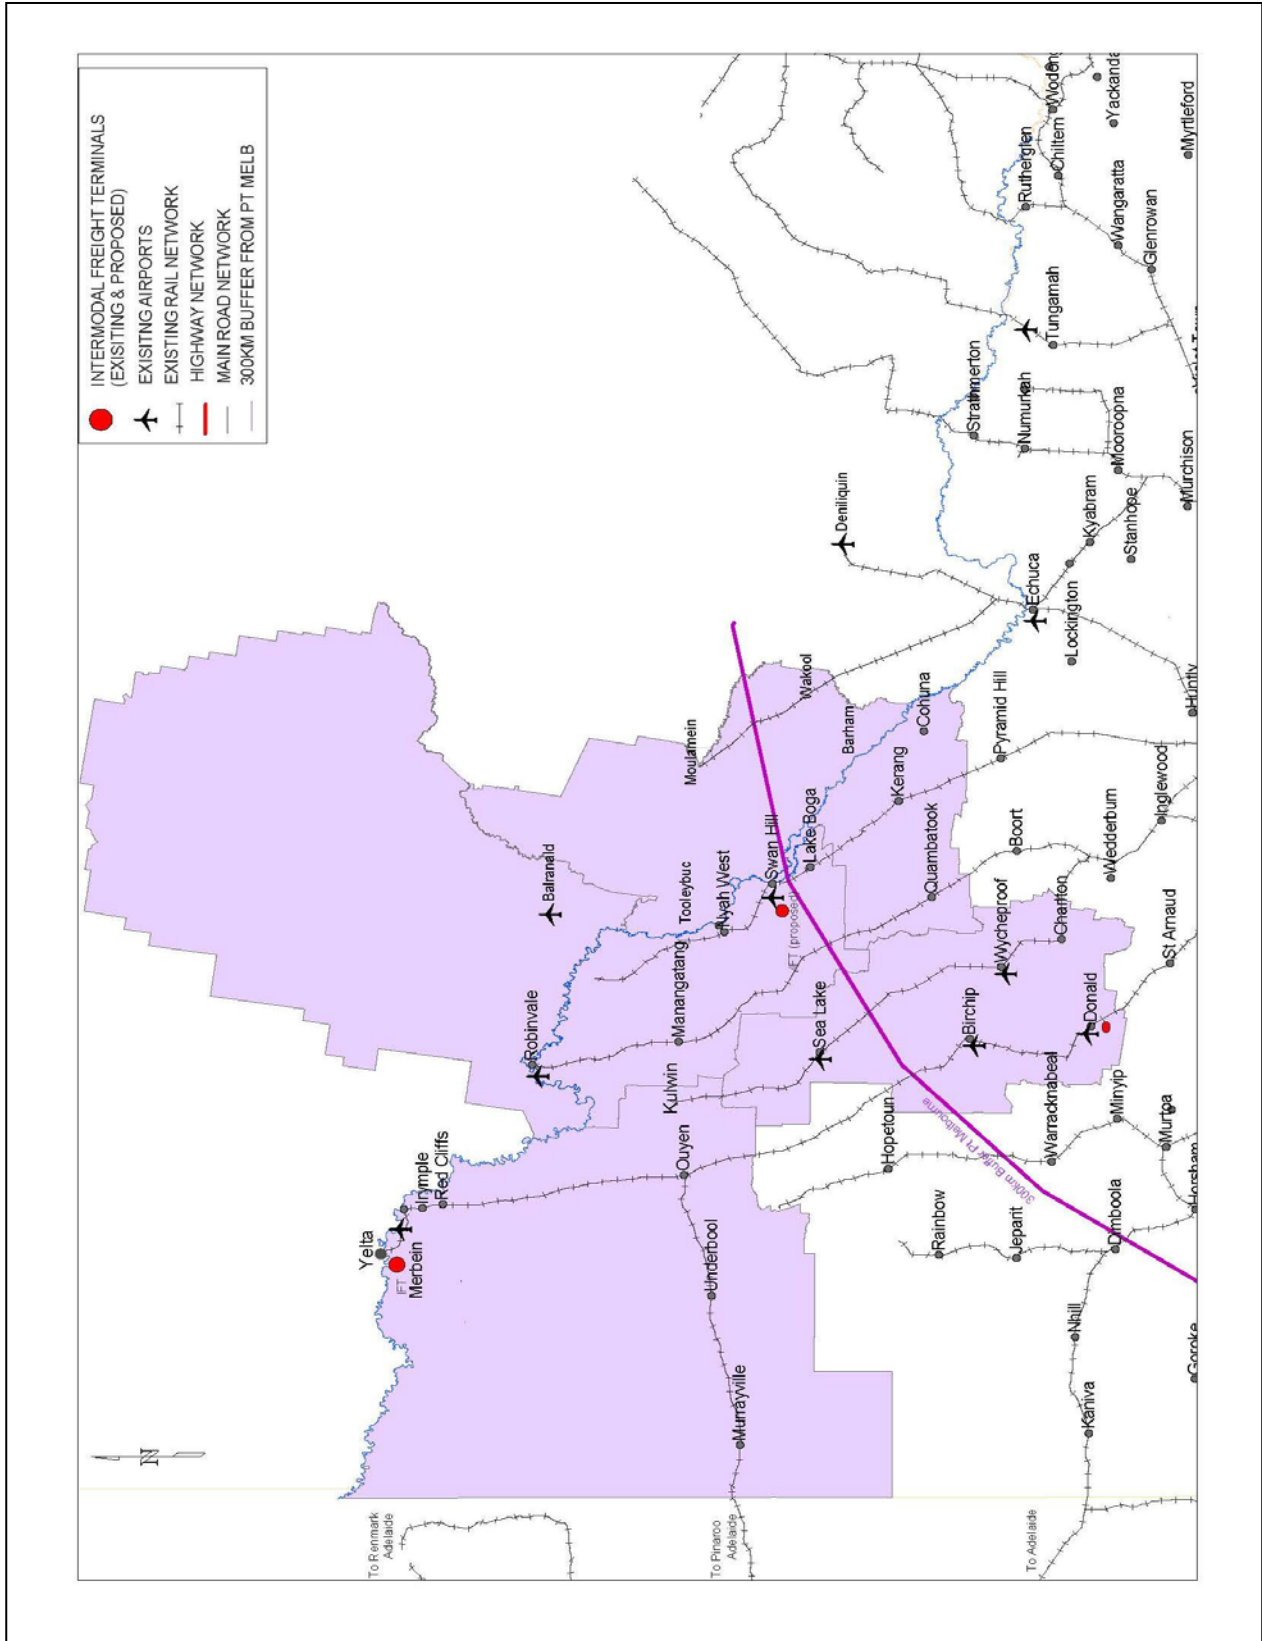 INTERMODAL FREIGHT TERMINALS
(EXISITING & PROPOSED)
EXISITNG AIRPORTS
EXISTING RAIL NETWORK
HIGHWAY NETWORK
MAIN ROAD NETWORK
300KM BUFFER FROM PT MELB
N
To Renmark
Adelaide
To Pinaroo
Adelaide
To Adelaide
Yelta
IFT
Merbein
Irymple
Red Cliffs
Robinvale
Balranald
Murrayville
Underbool
Ouyen
Kulwin
Manangatang
Tooleybuc
Nyah West
Moulamein
Swan Hill
IFT (proposed)
Lake Boga
Wakool
Barham
Deniliquin
Sea Lake
Hopetoun
Rainbow
Jeparit
Quambatook
Kerang
Cohuna
Pyramid Hill
Boort
Wycheproof
Birchip
Charlton
Donald
300km Buffer Pt Melbourne
Warracknabeal
Minyip
Murtoa
Horsham
Dimboola
Nhill
Kaniva
Goroke
St Arnaud
Wedderburn
Inglewood
Huntly
Lockington
Echuca
Kyabram
Stanhope
Murchison
Mooroopna
Numurkah
Strathmerton
Tungamah
Rutherglen
Chiltern
Wangaratta
Glenrowan
Wodong
Yackanda
Myrtleford